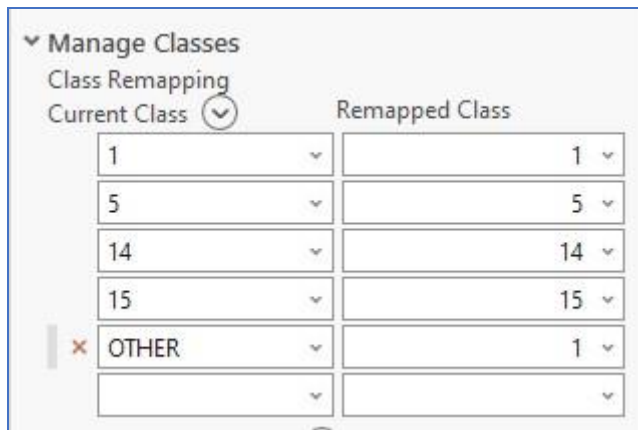 Manage Classes
Class Remapping
Current Class Remapped Class
1 1
5 5
14 14
15 15
OTHER 1